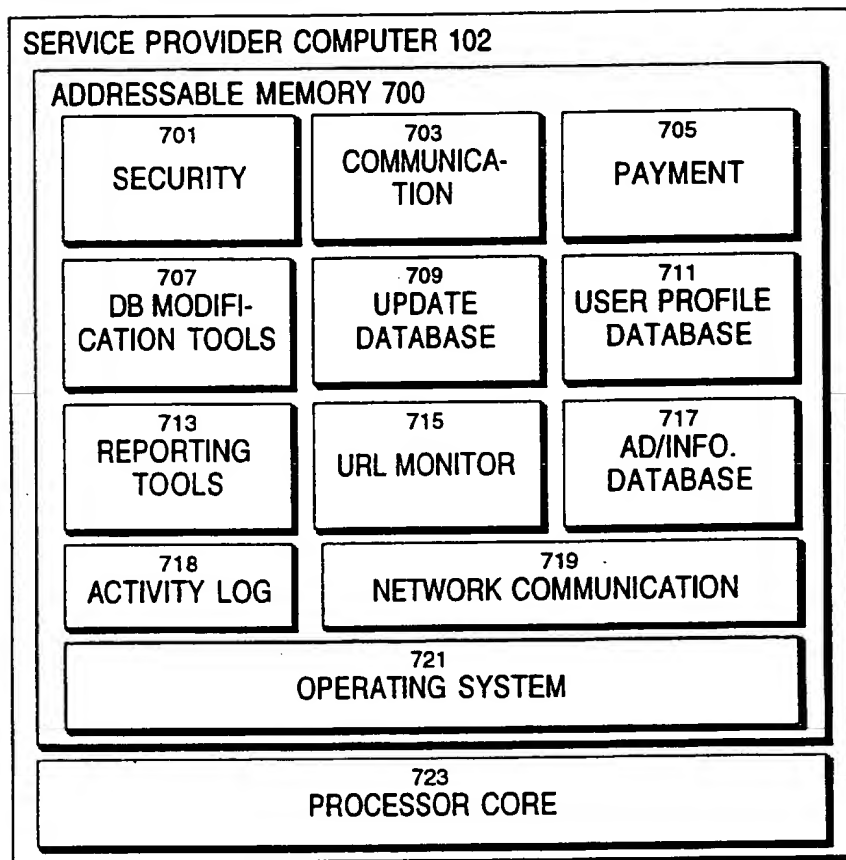 SERVICE PROVIDER COMPUTER 102
ADDRESSABLE MEMORY 700
701
SECURITY
703
COMMUNICA-
TION
705
PAYMENT
707
DB MODIFI-
CATION TOOLS
709
UPDATE
DATABASE
711
USER PROFILE
DATABASE
713
REPORTING
TOOLS
715
URL MONITOR
717
AD/INFO.
DATABASE
718
ACTIVITY LOG
719
NETWORK COMMUNICATION
721
OPERATING SYSTEM
723
PROCESSOR CORE